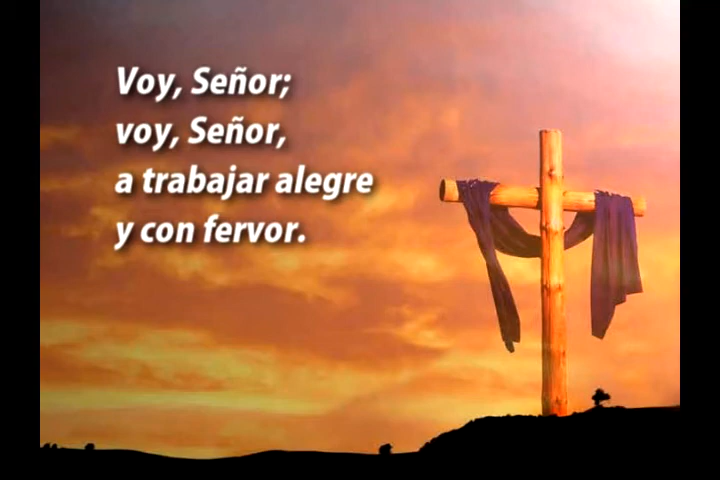 Voy, Señor;
voy, Señor,
a trabajar alegre
y con fervor.